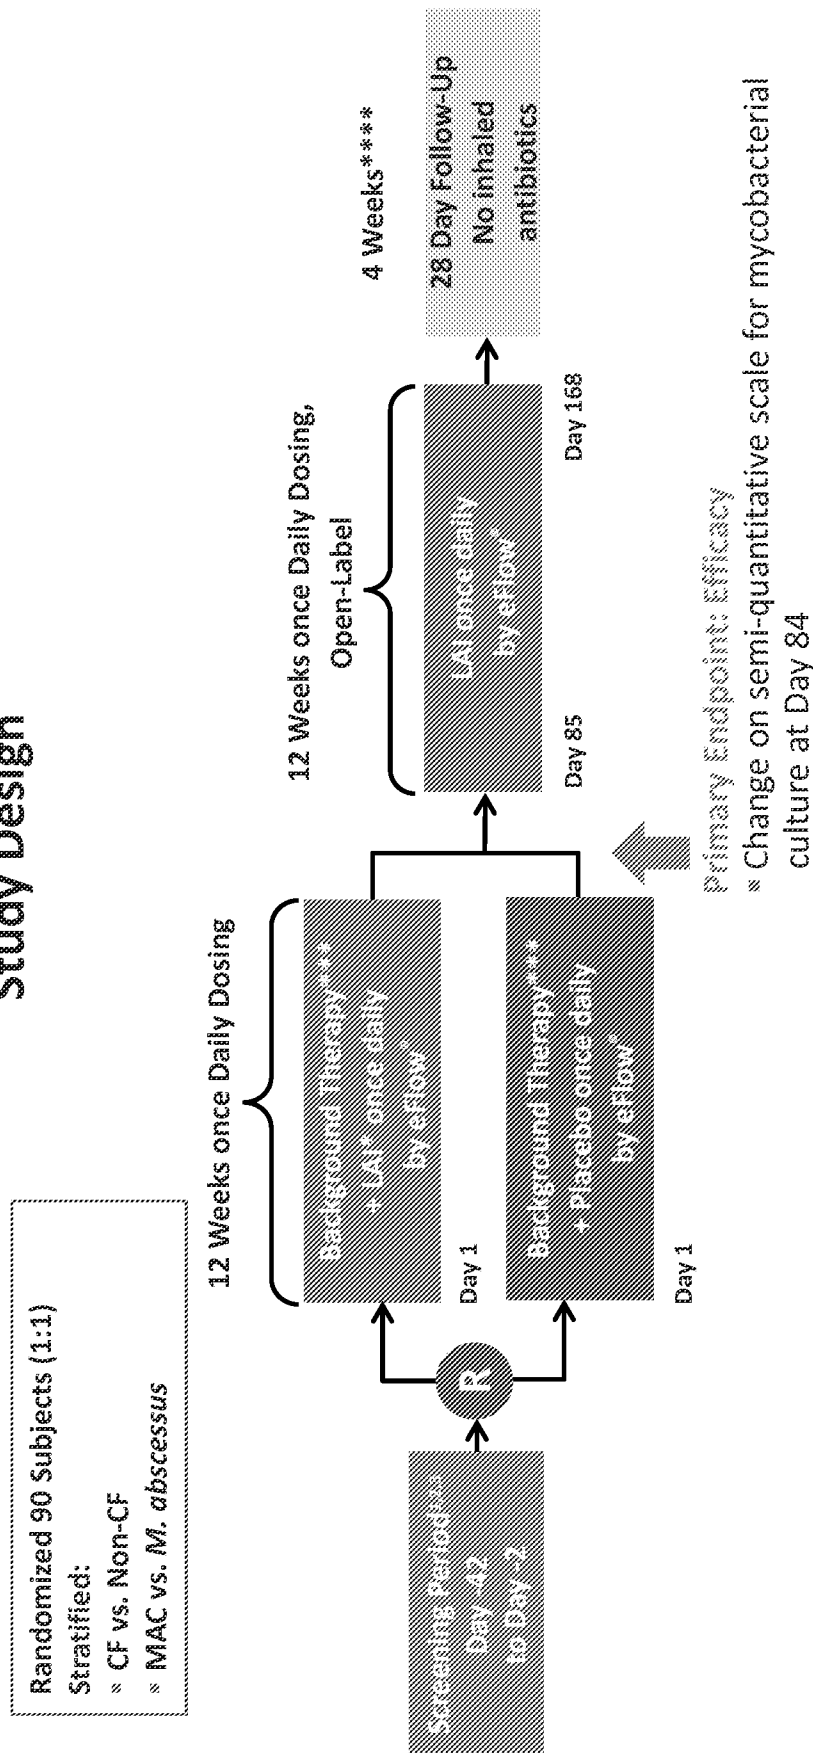 Study Design
Randomized 90 Subjects (1:1)
Stratified:
CF vs. Non-CF
MAC vs. M. abscessus
Screening Period**
Day -42
to Day -2
R
12 Weeks once Daily Dosing
Background Therapy***
+ LAI* once daily
by eFlow®
Day 1
Background Therapy***
+ Placebo once daily
by eFlow®
Day 1
12 Weeks once Daily Dosing,
Open-Label
LAI once daily
by eFlow®
Day 85
Day 168
4 Weeks****
28 Day Follow-Up
No inhaled
antibiotics
Primary Endpoint: Efficacy
Change on semi-quantitative scale for mycobacterial
culture at Day 84